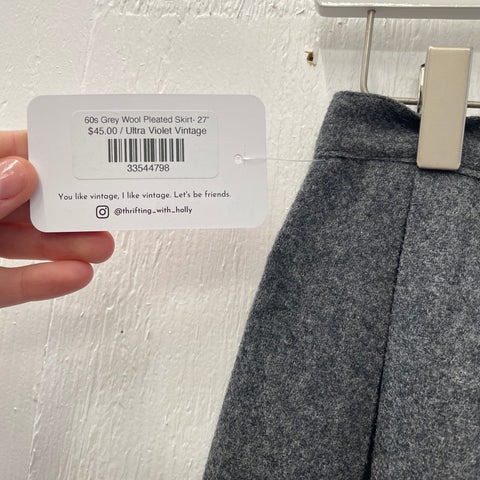 60s Grey Wool Pleated Skirt- 27"
$45.00 / Ultra Violet Vintage
33544798
You like vintage, I like vintage. Let's be friends.
@thrifting_with_holly